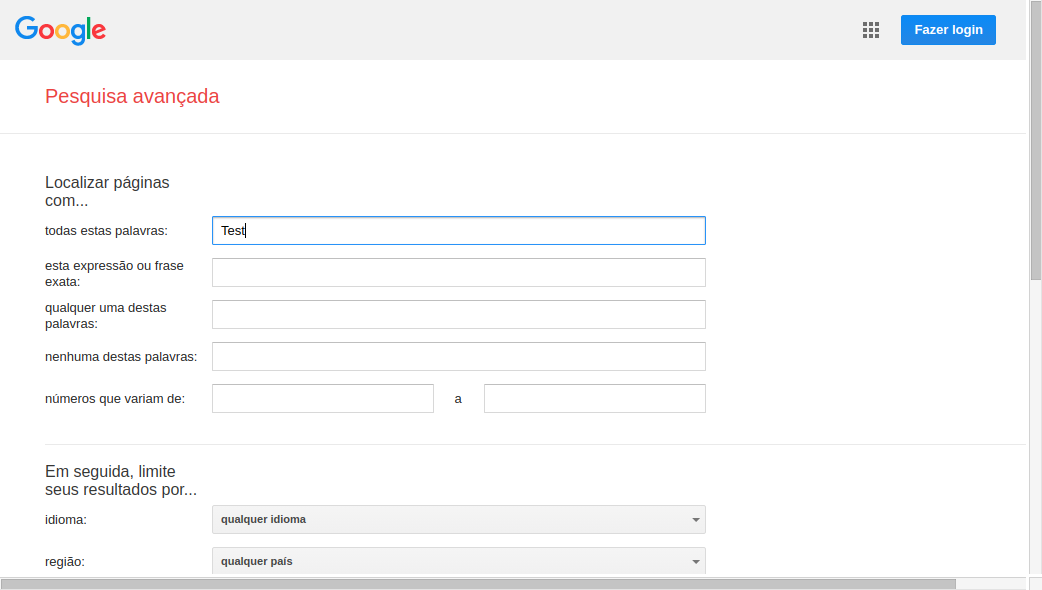 Google
Fazer login
Pesquisa avançada
Localizar páginas
com...
todas estas palavras:
Test
esta expressão ou frase
exata:
qualquer uma destas
palavras:
nenhuma destas palavras:
números que variam de:
a
Em seguida, limite
seus resultados por...
idioma:
qualquer idioma
região:
qualquer país